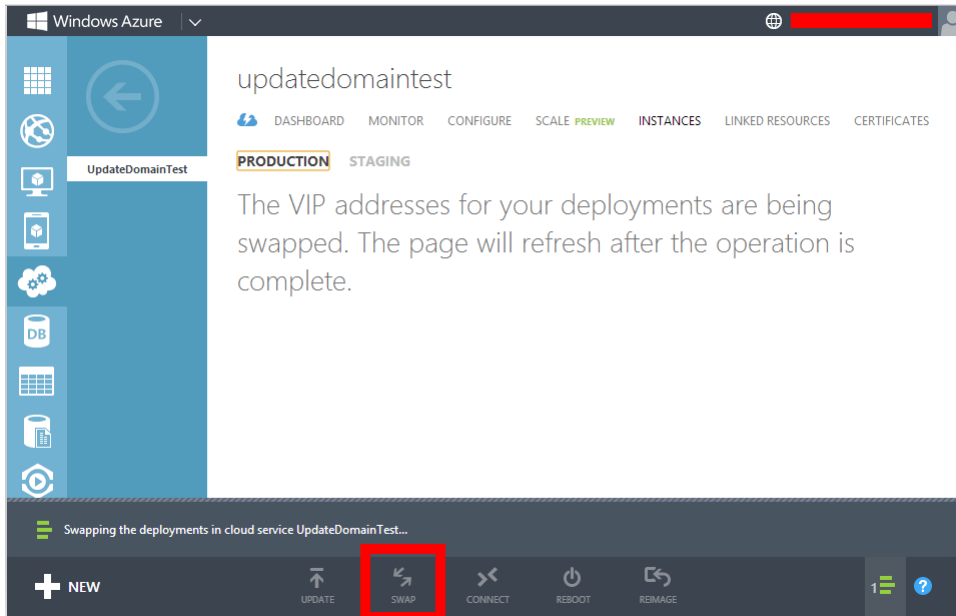 Windows Azure
updatedomaintest
DASHBOARD MONITOR CONFIGURE SCALE PREVIEW INSTANCES LINKED RESOURCES CERTIFICATES
UpdateDomainTest
PRODUCTION STAGING
The VIP addresses for your deployments are being
swapped. The page will refresh after the operation is
complete.
DB
Swapping the deployments in cloud service UpdateDomainTest...
NEW
UPDATE SWAP CONNECT REBOOT REIMAGE
1
?